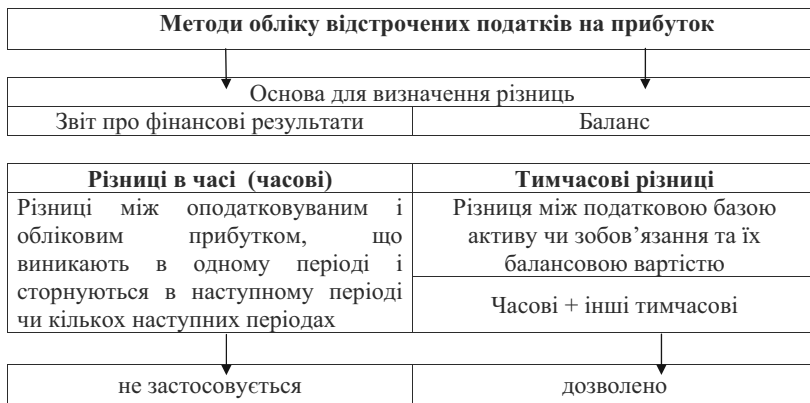 Методи обліку відстрочених податків на прибуток
Основа для визначення різниць
Звіт про фінансові результати
Баланс
Різниці в часі (часові)
Різниці між оподатковуваним і
обліковим прибутком, що
виникають в одному періоді і
сторнуються в наступному періоді
чи кількох наступних періодах
Тимчасові різниці
Різниця між податковою базою
активу чи зобов’язання та їх
балансовою вартістю
Часові + інші тимчасові
не застосовується
дозволено